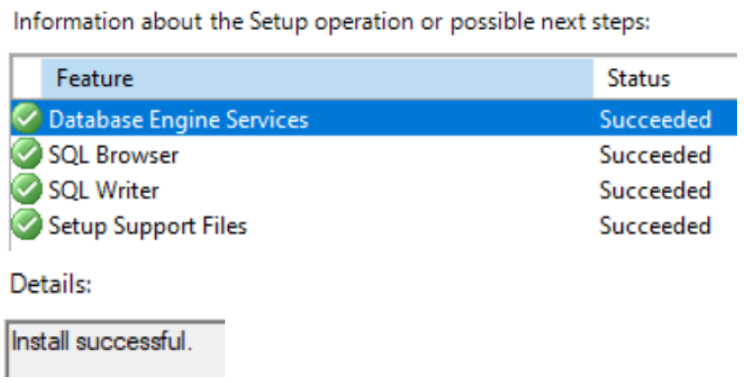 Information about the Setup operation or possible next steps:
Feature Status
Database Engine Services Succeeded
SQL Browser Succeeded
SQL Writer Succeeded
Setup Support Files Succeeded
Details:
Install successful.